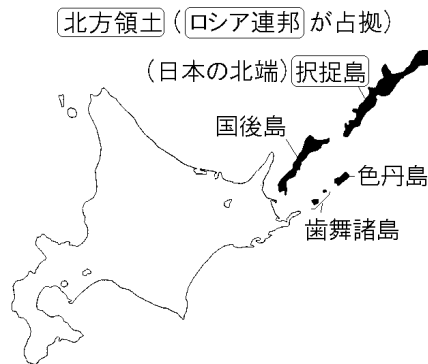 北方領土（ロシア連邦が占拠）
（日本の北端）択捉島
国後島
色丹島
歯舞諸島